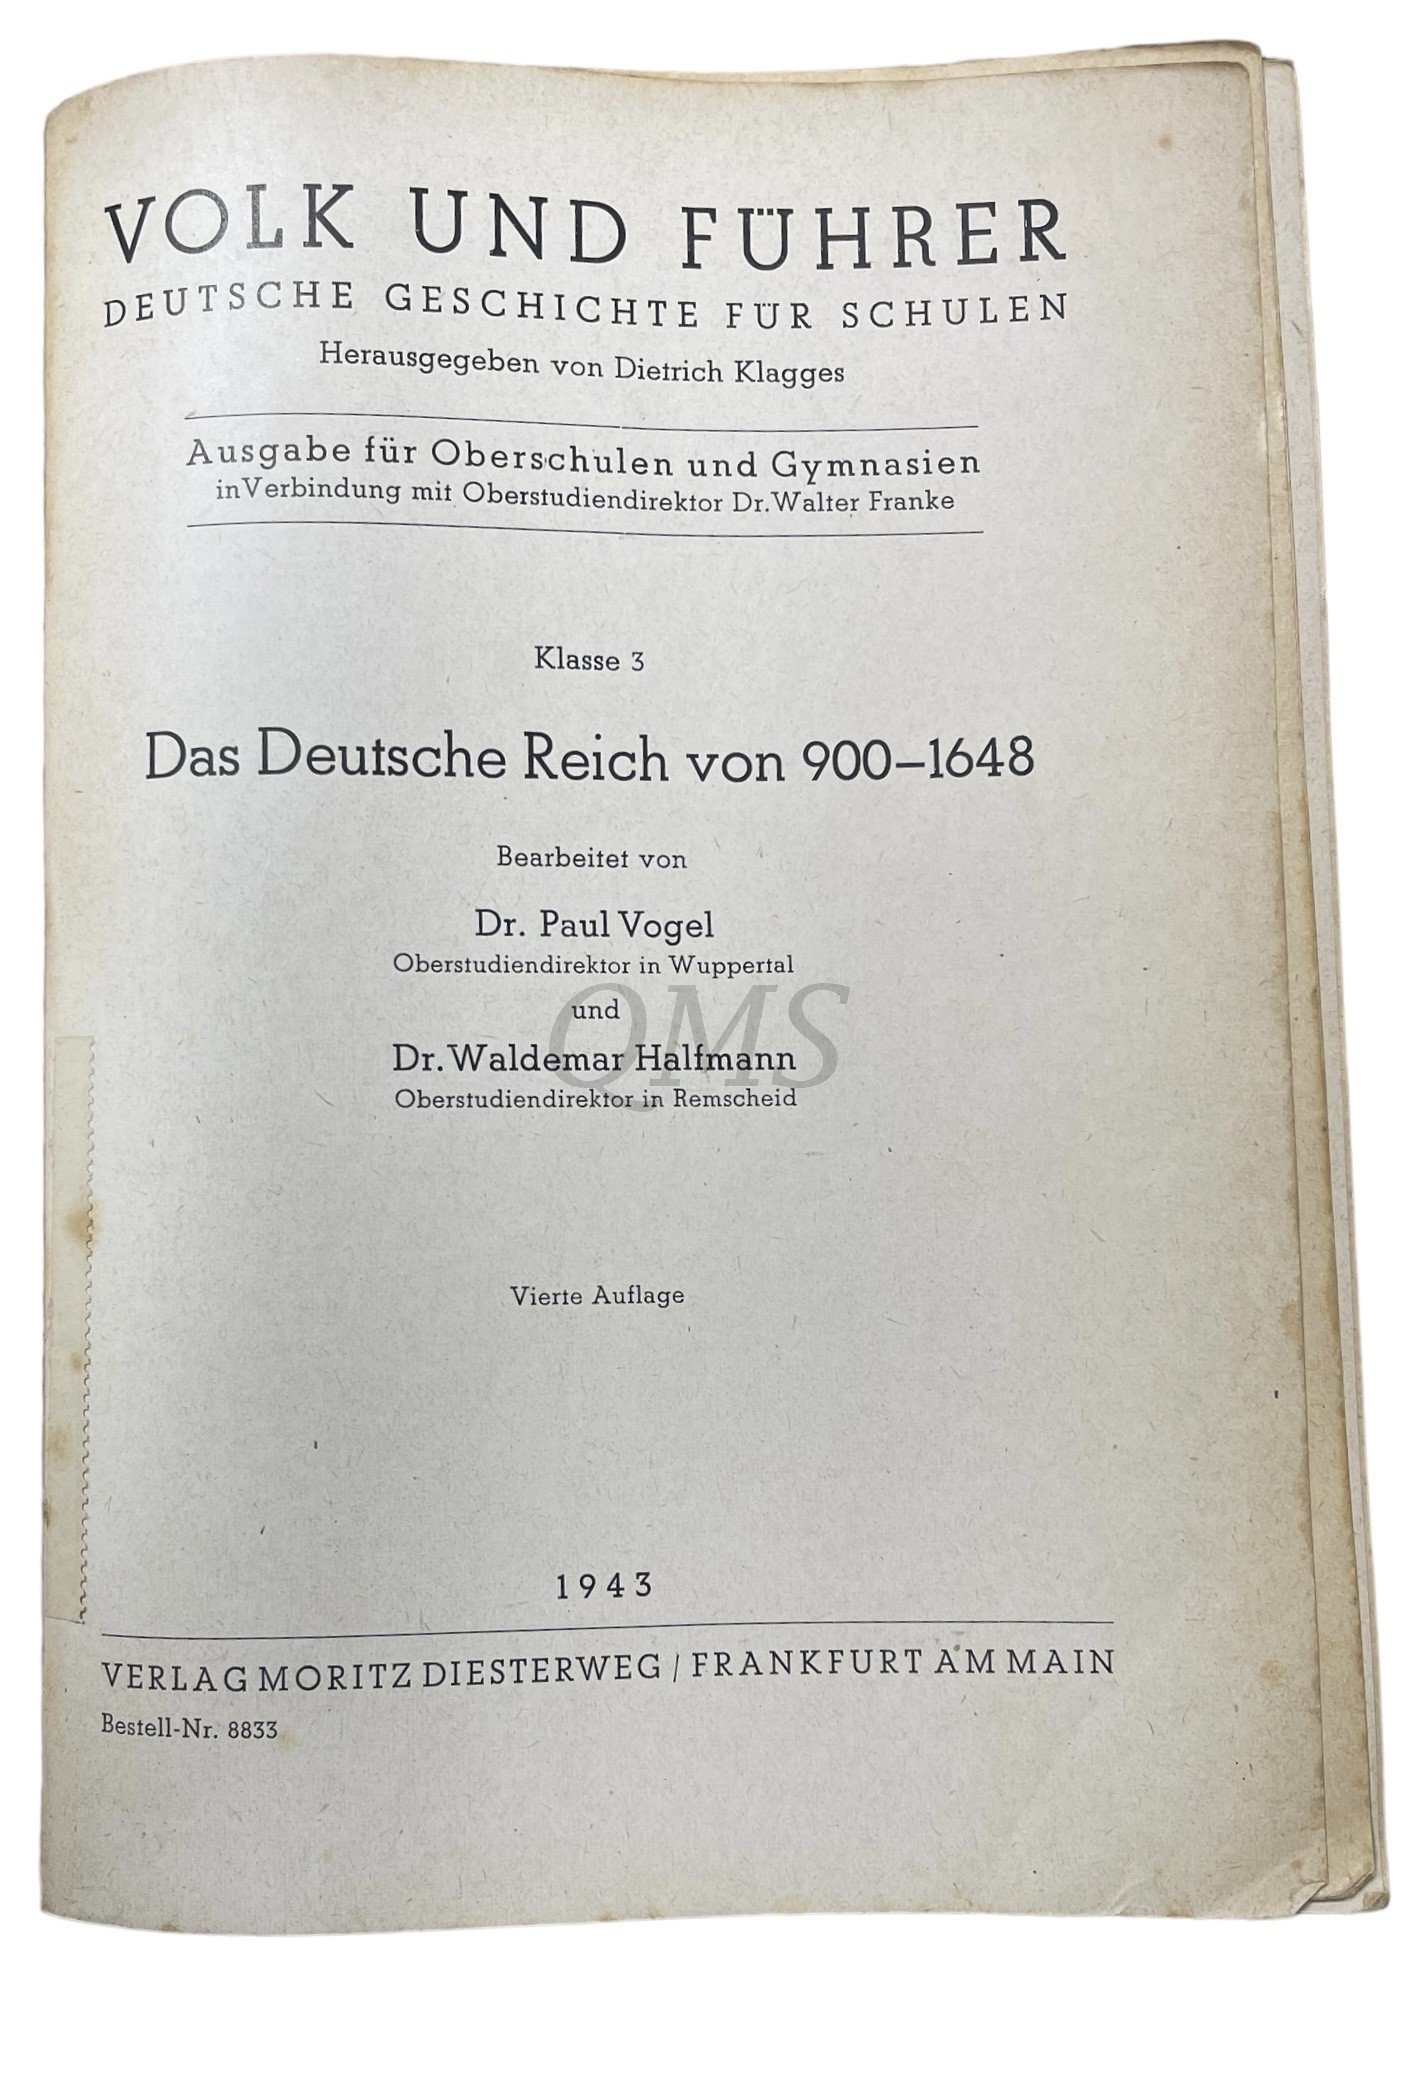 VOLK UND FÜHRER
DEUTSCHE GESCHICHTE FÜR SCHULEN
Herausgegeben von Dietrich Klagges
Ausgabe für Oberschulen und Gymnasien
in Verbindung mit Oberstudiendirektor Dr. Walter Franke
Klasse 3
Das Deutsche Reich von 900–1648
Bearbeitet von
Dr. Paul Vogel
Oberstudiendirektor in Wuppertal
und
QMS
Dr. Waldemar Halfmann
Oberstudiendirektor in Remscheid
Vierte Auflage
1943
VERLAG MORITZ DIESTERWEG / FRANKFURT AM MAIN
Bestell-Nr. 8833